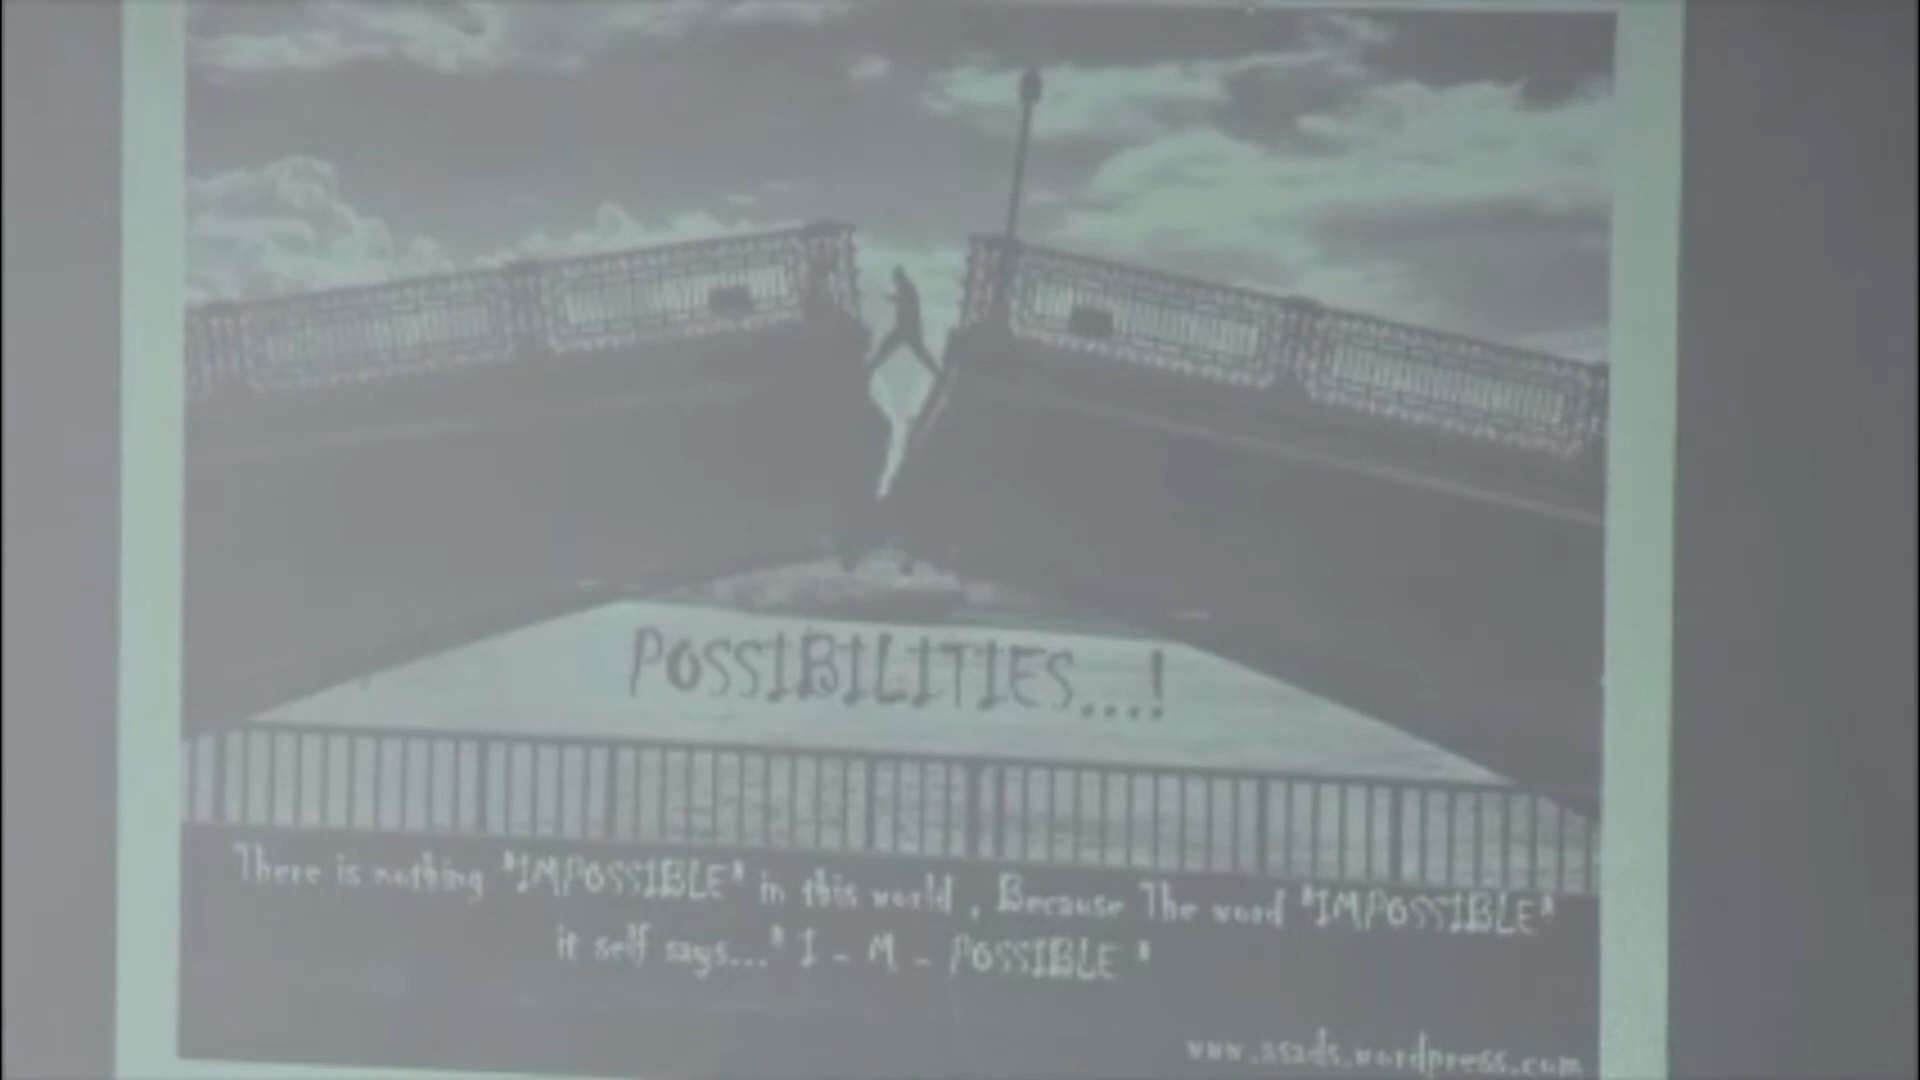 POSSIBILITIES...!
There is nothing "IMPOSSIBLE" in this world , Because The word "IMPOSSIBLE"
it self says..." I - M - POSSIBLE "
www.asads.wordpress.com